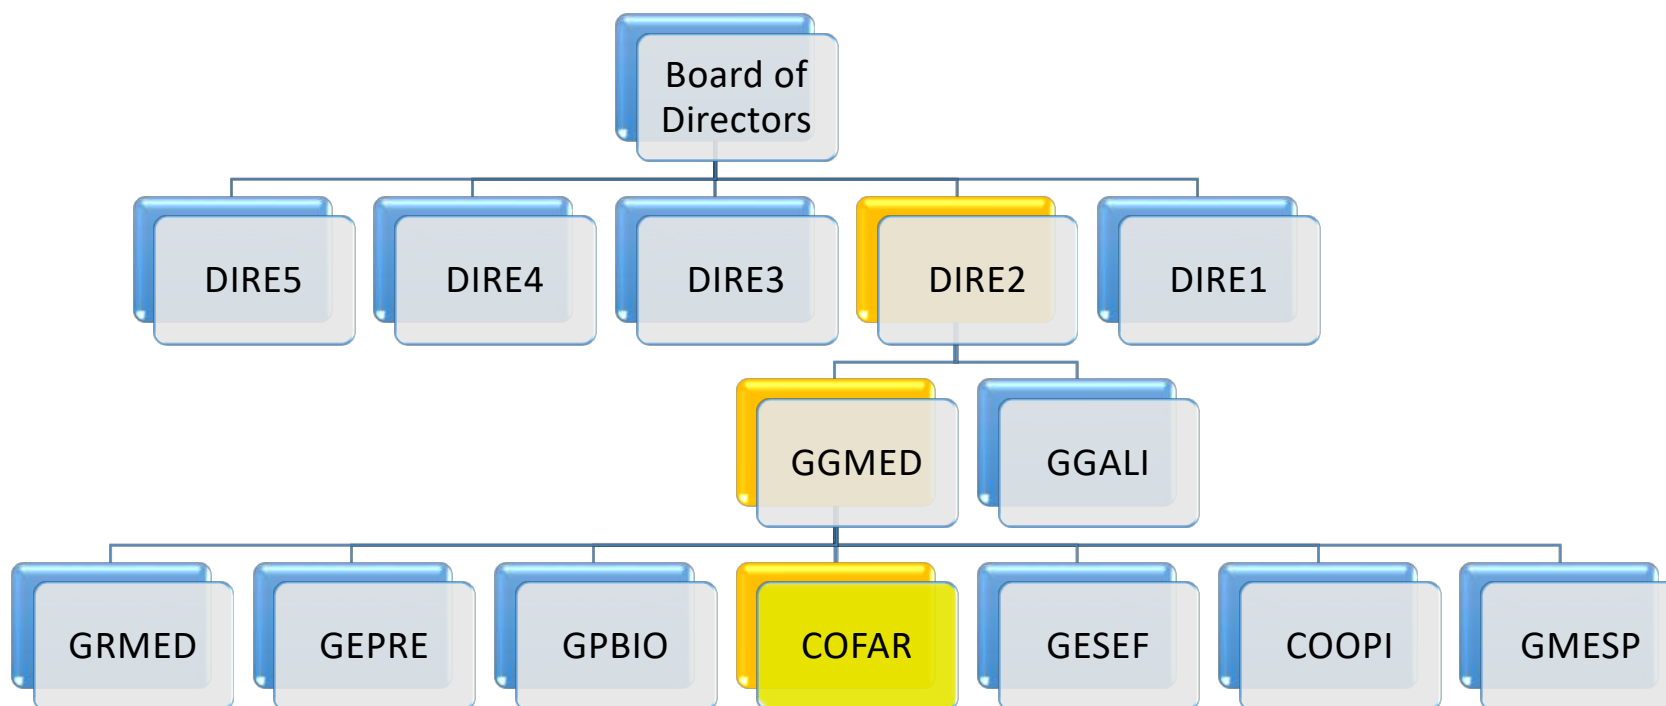 Board of
Directors
DIRE5
DIRE4
DIRE3
DIRE2
DIRE1
GGMED
GGALI
GRMED
GEPRE
GPBIO
COFAR
GESEF
COOPI
GMESP